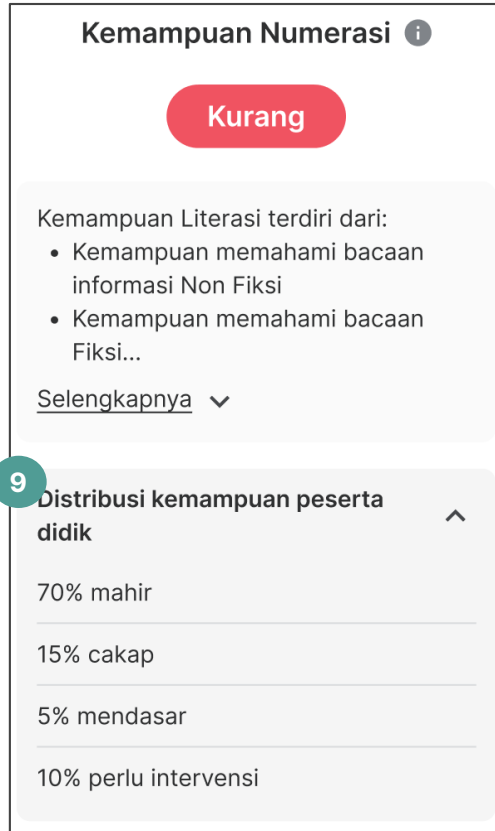 Kemampuan Numerasi i
Kurang
Kemampuan Literasi terdiri dari:
• Kemampuan memahami bacaan
informasi Non Fiksi
• Kemampuan memahami bacaan
Fiksi...
Selengkapnya
9
Distribusi kemampuan peserta
didik
70% mahir
15% cakap
5% mendasar
10% perlu intervensi